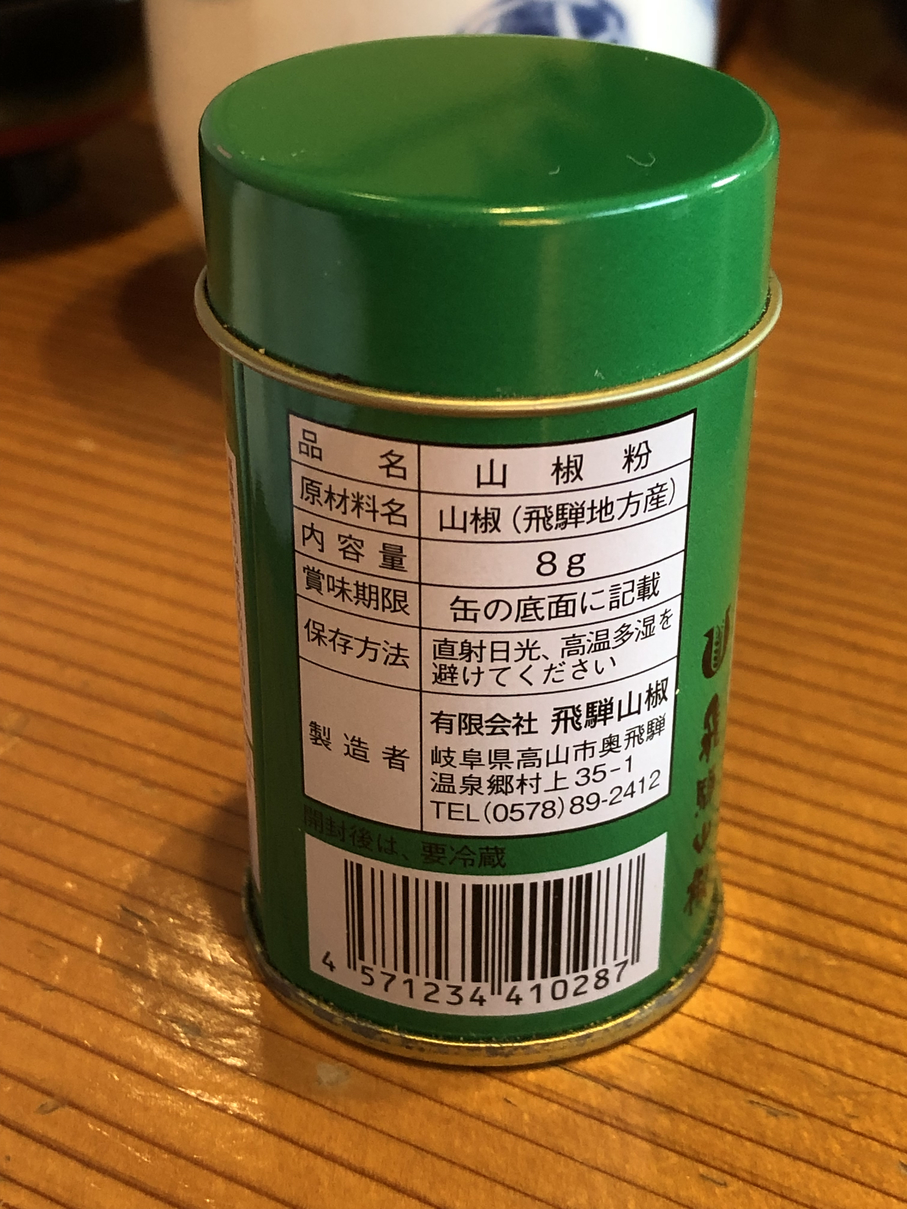 品名 山椒粉
原材料名 山椒(飛騨地方産)
内容量 8g
賞味期限 缶の底面に記載
保存方法 直射日光、高温多湿を
避けてください
製造者 有限会社 飛騨山椒
岐阜県高山市奥飛騨
温泉郷村上35-1
TEL(0578)89-2412
開封後は、要冷蔵
4 571234 410287
飛騨山椒